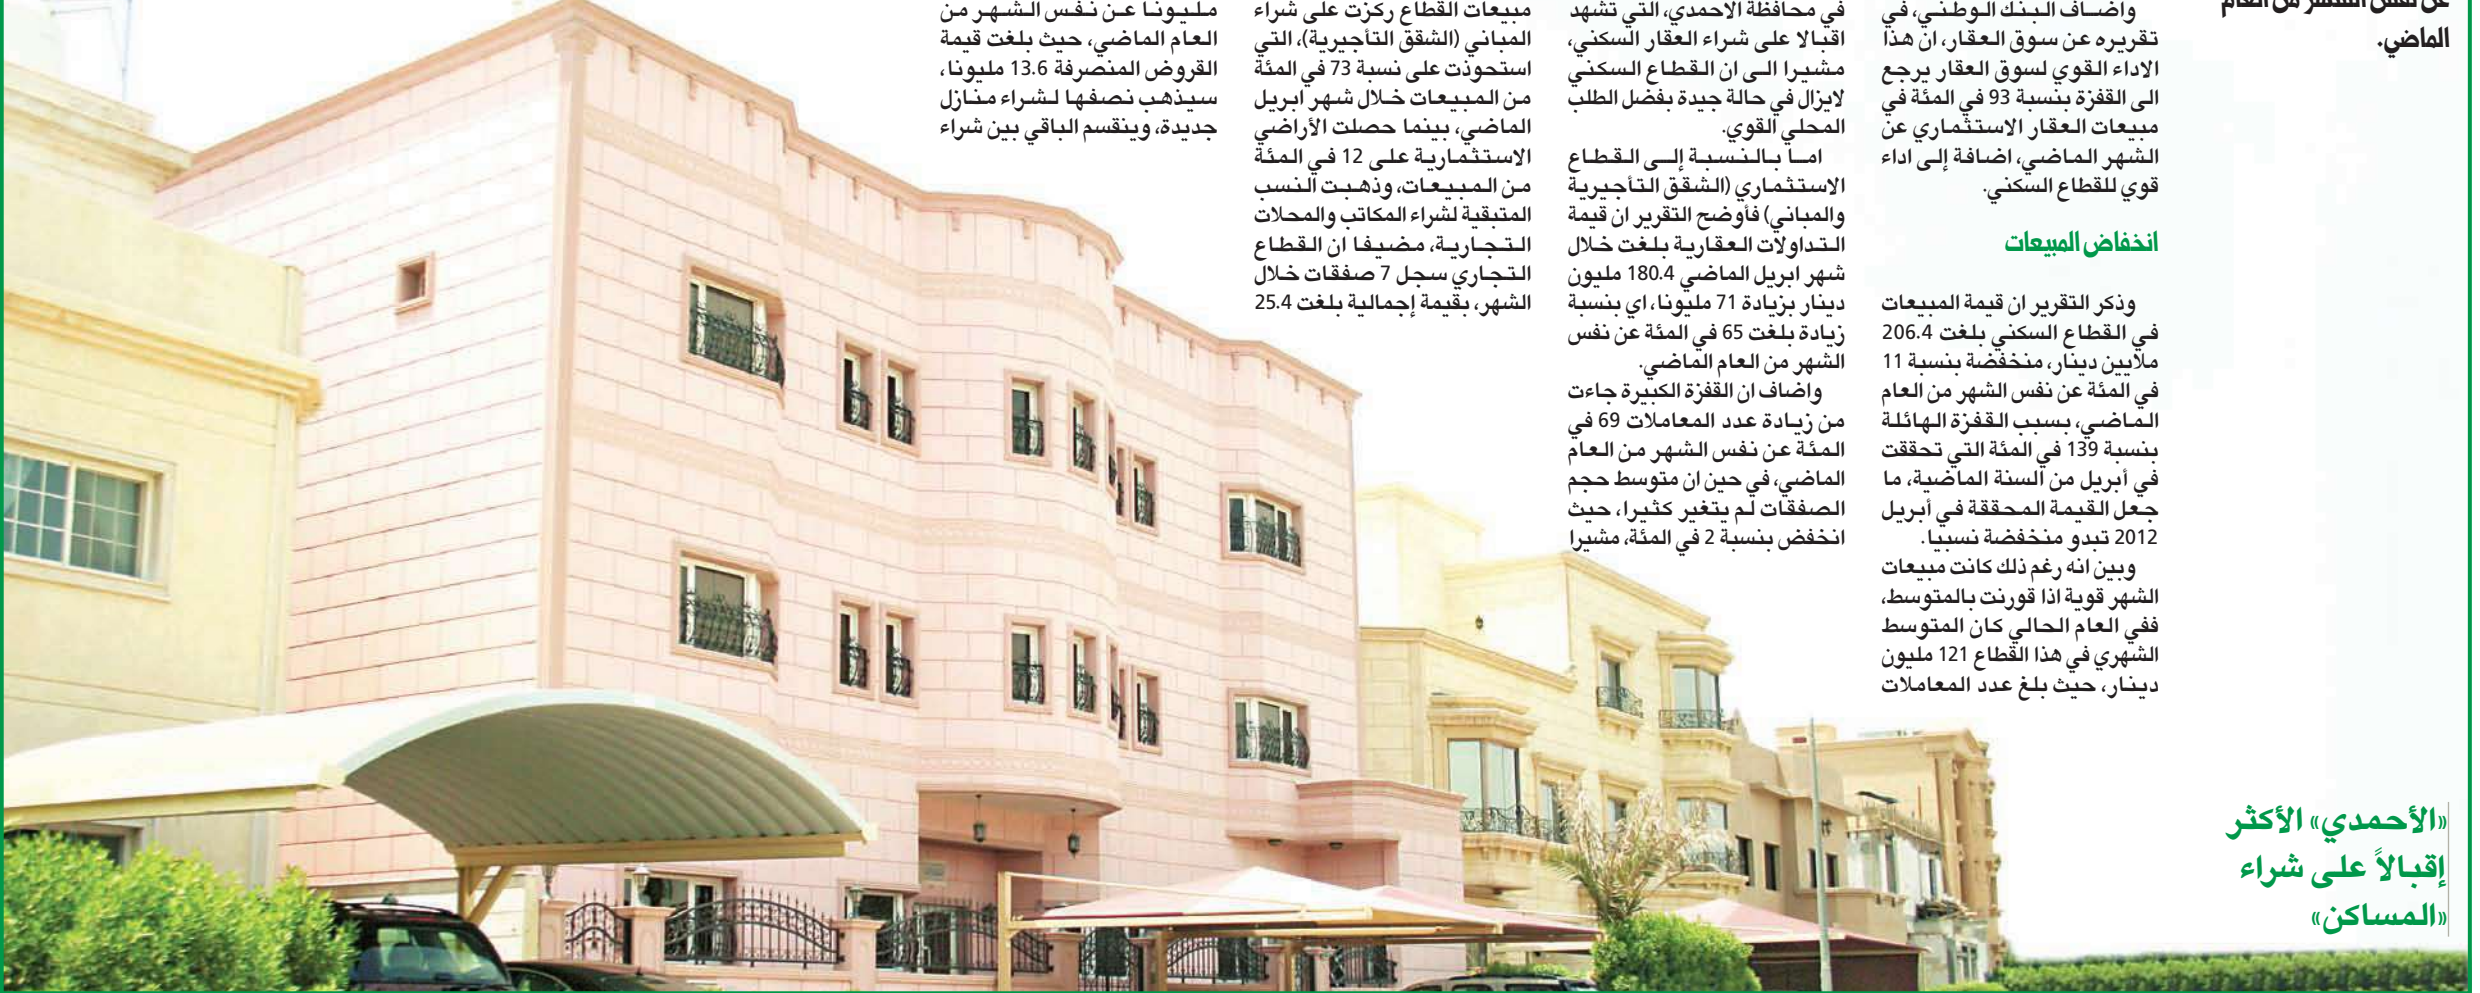 عن نفس الشهر من العام
الماضي.
«الأحمدي» الأكثر
إقبالاً على شراء
«المساكن»
واضاف البنك الوطني، في
تقريره عن سوق العقار، ان هذا
الاداء القوي لسوق العقار يرجع
الى القفزة بنسبة 93 في المئة في
مبيعات العقار الاستثماري عن
الشهر الماضي، اضافة إلى اداء
قوي للقطاع السكني.
انخفاض المبيعات
وذكر التقرير ان قيمة المبيعات
في القطاع السكني بلغت 206.4
ملايين دينار، منخفضة بنسبة 11
في المئة عن نفس الشهر من العام
الماضي، بسبب القفزة الهائلة
بنسبة 139 في المئة التي تحققت
في أبريل من السنة الماضية، ما
جعل القيمة المحققة في أبريل
2012 تبدو منخفضة نسبيا.
وبين انه رغم ذلك كانت مبيعات
الشهر قوية اذا قورنت بالمتوسط،
ففي العام الحالي كان المتوسط
الشهري في هذا القطاع 121 مليون
دينار، حيث بلغ عدد المعاملات
في محافظة الاحمدي، التي تشهد
اقبالا على شراء العقار السكني،
مشيرا الى ان القطاع السكني
لايزال في حالة جيدة بفضل الطلب
المحلي القوي.
اما بالنسبة إلى القطاع
الاستثماري (الشقق التأجيرية
والمباني) فأوضح التقرير ان قيمة
التداولات العقارية بلغت خلال
شهر ابريل الماضي 180.4 مليون
دينار بزيادة 71 مليونا، اي بنسبة
زيادة بلغت 65 في المئة عن نفس
الشهر من العام الماضي.
واضاف ان القفزة الكبيرة جاءت
من زيادة عدد المعاملات 69 في
المئة عن نفس الشهر من العام
الماضي، في حين ان متوسط حجم
الصفقات لم يتغير كثيرا، حيث
انخفض بنسبة 2 في المئة، مشيرا
مبيعات القطاع ركزت على شراء
المباني (الشقق التأجيرية)، التي
استحوذت على نسبة 73 في المئة
من المبيعات خلال شهر ابريل
الماضي، بينما حصلت الأراضي
الاستثمارية على 12 في المئة
من المبيعات، وذهبت النسب
المتبقية لشراء المكاتب والمحلات
التجارية، مضيفا ان القطاع
التجاري سجل 7 صفقات خلال
الشهر، بقيمة إجمالية بلغت 25.4
مليونا عن نفس الشهر من
العام الماضي، حيث بلغت قيمة
القروض المنصرفة 13.6 مليونا،
سيذهب نصفها لشراء منازل
جديدة، وينقسم الباقي بين شراء